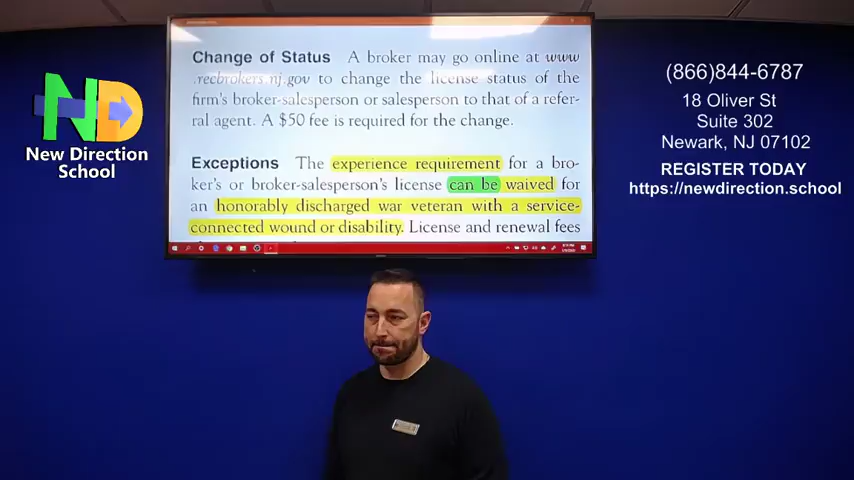 Change of Status A broker may go online at www
.recbrokers.nj.gov to change the license status of the
firm's broker-salesperson or salesperson to that of a refer-
ral agent. A $50 fee is required for the change.
Exceptions The experience requirement for a bro-
ker's or broker-salesperson's license can be waived for
an honorably discharged war veteran with a service-
connected wound or disability. License and renewal fees
ND
New Direction
School
(866)844-6787
18 Oliver St
Suite 302
Newark, NJ 07102
REGISTER TODAY
https://newdirection.school